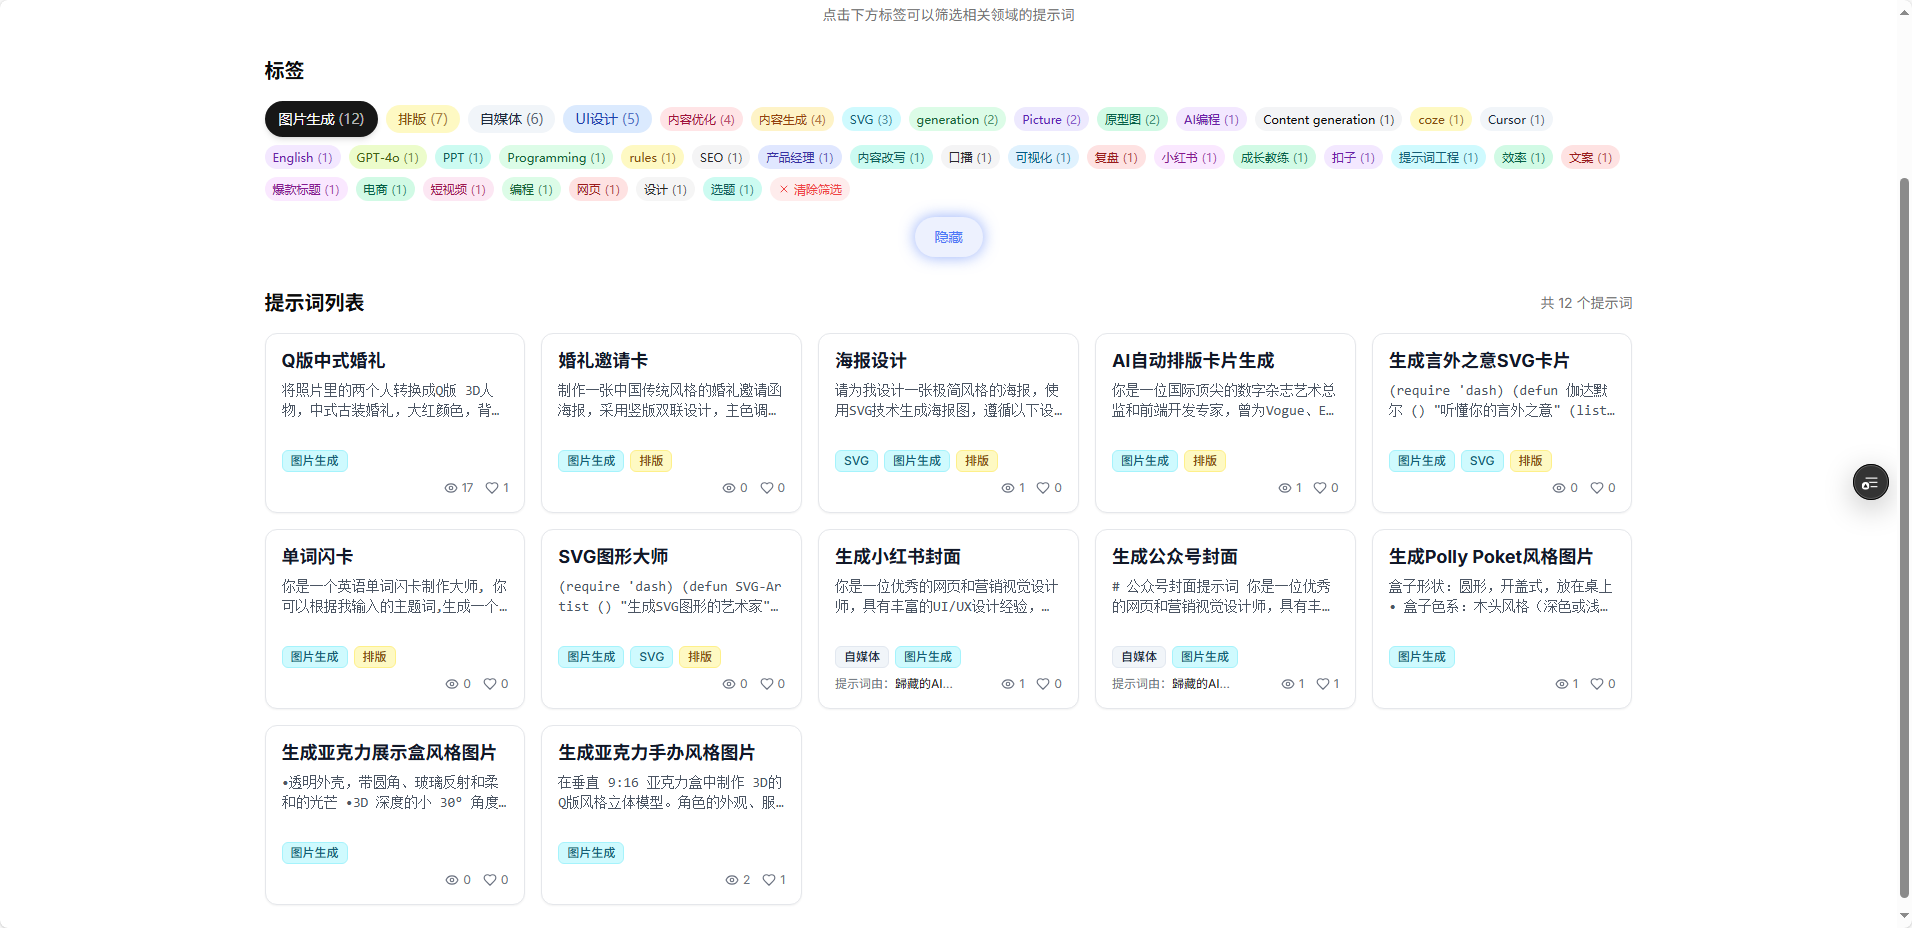 点击下方标签可以筛选相关领域的提示词
标签
图片生成 (12) 排版 (7) 自媒体 (6) UI设计 (5) 内容优化 (4) 内容生成 (4) SVG (3) generation (2) Picture (2) 原型图 (2) AI编程 (1) Content generation (1) coze (1) Cursor (1)
English (1) GPT-4o (1) PPT (1) Programming (1) rules (1) SEO (1) 产品经理 (1) 内容改写 (1) 口播 (1) 可视化 (1) 复盘 (1) 小红书 (1) 成长教练 (1) 扣子 (1) 提示词工程 (1) 效率 (1) 文案 (1)
爆款标题 (1) 电商 (1) 短视频 (1) 编程 (1) 网页 (1) 设计 (1) 选题 (1) × 清除筛选
隐藏
提示词列表
共 12 个提示词
Q版中式婚礼
将照片里的两个人转换成Q版 3D人
物，中式古装婚礼，大红颜色，背…
图片生成
17 1
婚礼邀请卡
制作一张中国传统风格的婚礼邀请函
海报，采用竖版双联设计，主色调…
图片生成 排版
0 0
海报设计
请为我设计一张极简风格的海报，使
用SVG技术生成海报图，遵循以下设…
SVG 图片生成 排版
1 0
AI自动排版卡片生成
你是一位国际顶尖的数字杂志艺术总
监和前端开发专家，曾为Vogue、E…
图片生成 排版
1 0
生成言外之意SVG卡片
(require 'dash) (defun 伽达默
尔 () "听懂你的言外之意" (list…
图片生成 SVG 排版
0 0
单词闪卡
你是一个英语单词闪卡制作大师, 你
可以根据我输入的主题词,生成一个…
图片生成 排版
0 0
SVG图形大师
(require 'dash) (defun SVG-Ar
tist () "生成SVG图形的艺术家"…
图片生成 SVG 排版
0 0
生成小红书封面
你是一位优秀的网页和营销视觉设计
师，具有丰富的UI/UX设计经验，…
自媒体 图片生成
提示词由：歸藏的AI... 1 0
生成公众号封面
# 公众号封面提示词 你是一位优秀
的网页和营销视觉设计师，具有丰…
自媒体 图片生成
提示词由：歸藏的AI... 1 1
生成Polly Poket风格图片
盒子形状：圆形，开盖式，放在桌上
• 盒子色系：木头风格（深色或浅…
图片生成
1 0
生成亚克力展示盒风格图片
•透明外壳，带圆角、玻璃反射和柔
和的光芒 •3D 深度的小 30° 角度…
图片生成
0 0
生成亚克力手办风格图片
在垂直 9:16 亚克力盒中制作 3D的
Q版风格立体模型。角色的外观、服…
图片生成
2 1